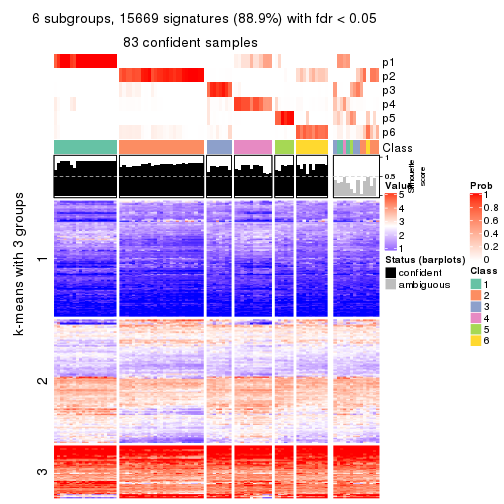 6 subgroups, 15669 signatures (88.9%) with fdr < 0.05
83 confident samples
p1
p2
p3
p4
p5
p6
Class
1
0.5
0
Silhouette
score
k-means with 3 groups
1
2
3
Value
5
4
3
2
1
Status (barplots)
confident
ambiguous
Prob
1
0.8
0.6
0.4
0.2
0
Class
1
2
3
4
5
6